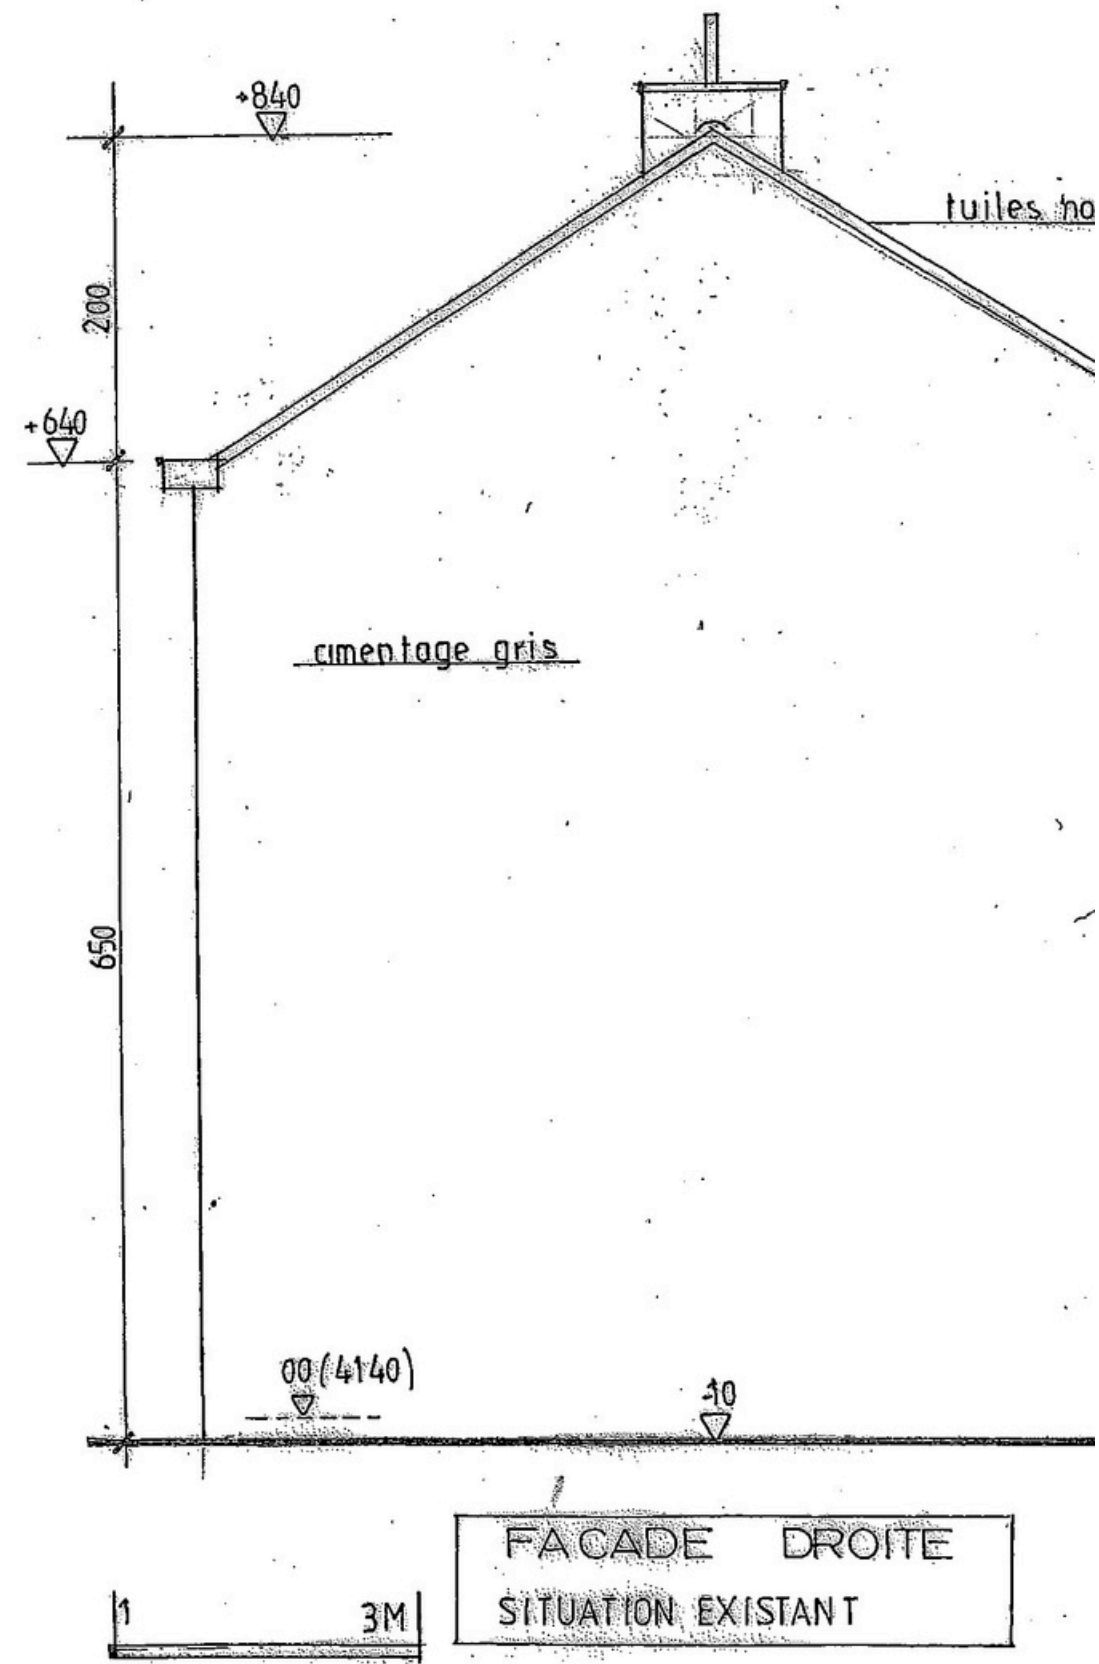 +840
tuiles
200
+640
cimentage gris
650
00 (4140)
-10
FACADE DROITE
SITUATION EXISTANT
1 3M